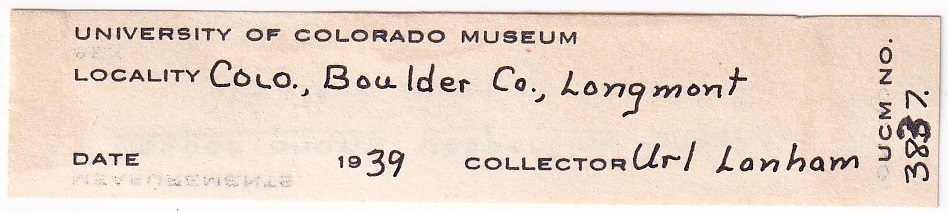 UNIVERSITY OF COLORADO MUSEUM
LOCALITY COLO., Boulder Co., Longmont
DATE 1939 COLLECTOR Url Lanham
UCM NO.
3837.